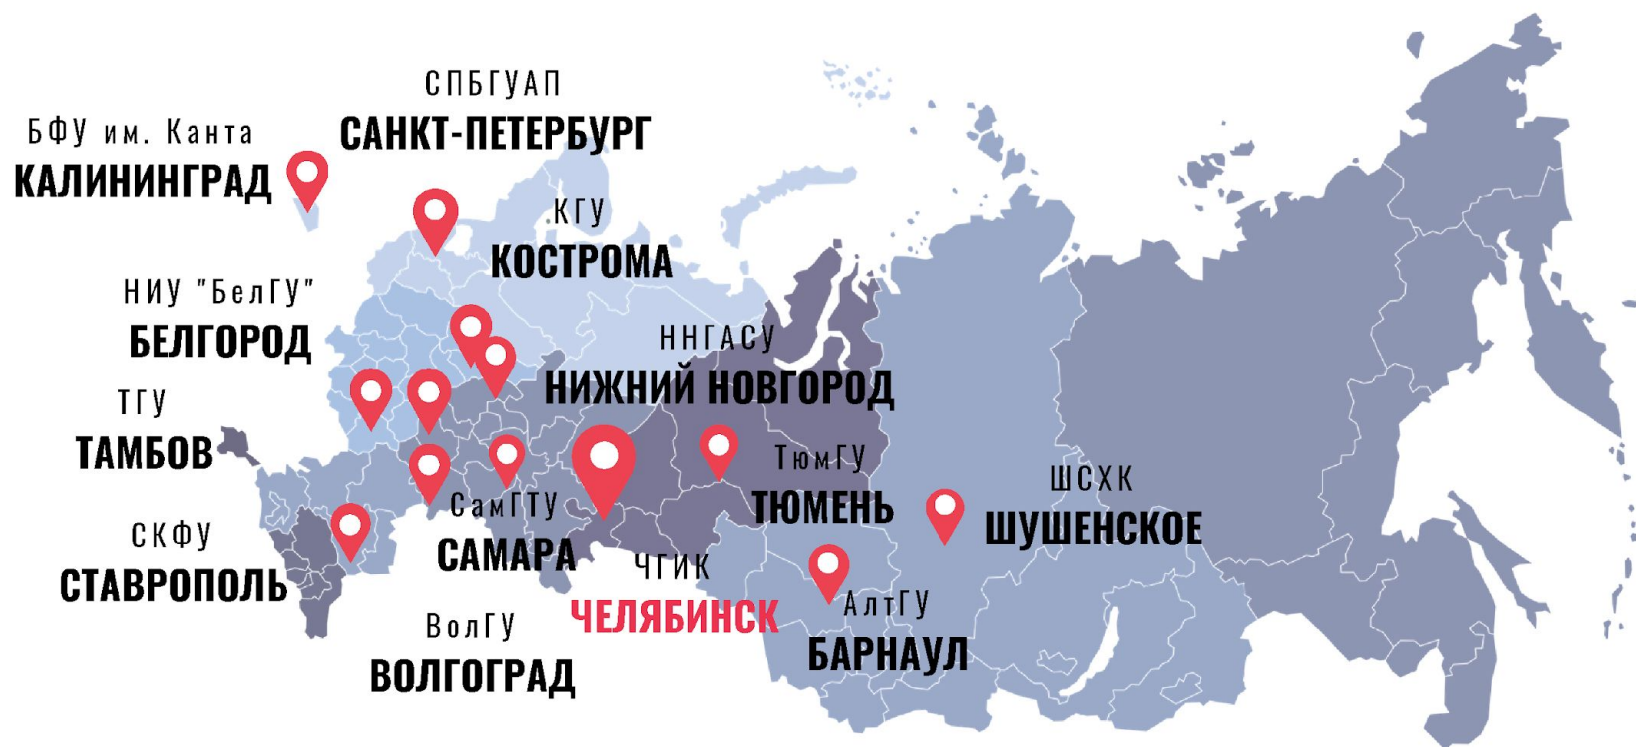 СПБГУАП
САНКТ-ПЕТЕРБУРГ
БФУ им. Канта
КАЛИНИНГРАД
КГУ
КОСТРОМА
НИУ "БелГУ"
БЕЛГОРОД
ННГАСУ
НИЖНИЙ НОВГОРОД
ТГУ
ТАМБОВ
ТюмГУ
ТЮМЕНЬ
ШСХК
ШУШЕНСКОЕ
СамГТУ
САМАРА
СКФУ
СТАВРОПОЛЬ
ЧГИК
ЧЕЛЯБИНСК
АлтГУ
БАРНАУЛ
ВолГУ
ВОЛГОГРАД